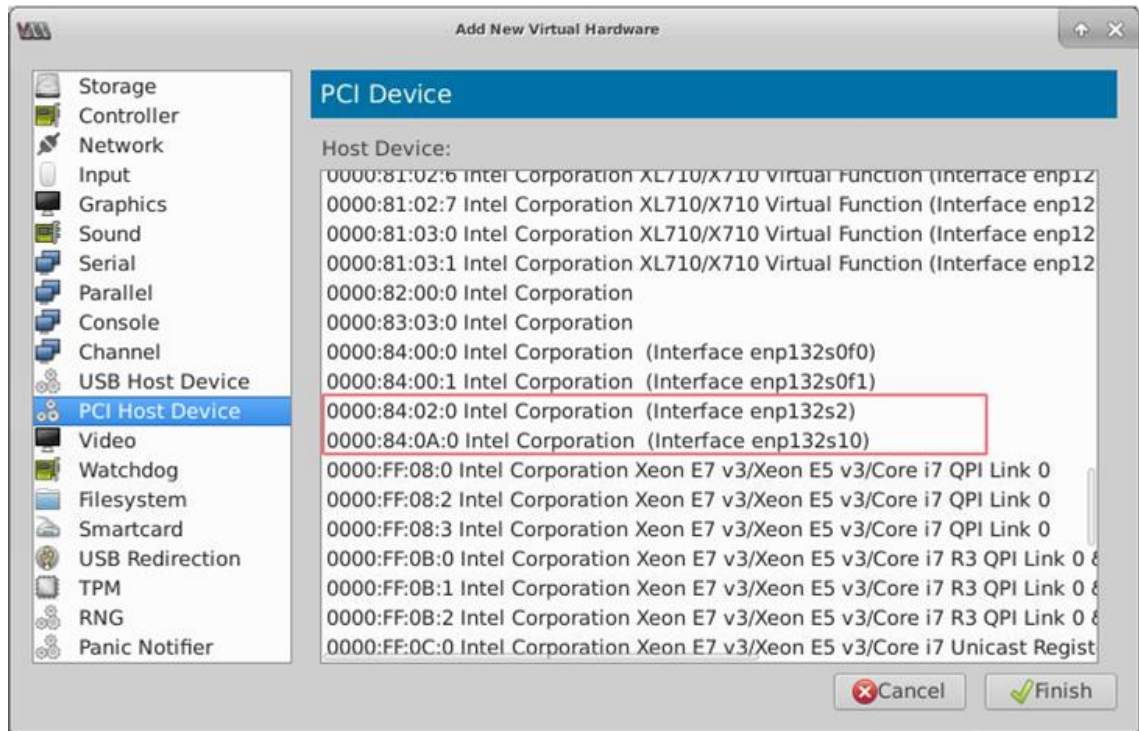 Add New Virtual Hardware
Storage
Controller
Network
Input
Graphics
Sound
Serial
Parallel
Console
Channel
USB Host Device
PCI Host Device
Video
Watchdog
Filesystem
Smartcard
USB Redirection
TPM
RNG
Panic Notifier
PCI Device
Host Device:
0000:81:02:6 Intel Corporation XL710/X710 Virtual Function (Interface enp12
0000:81:02:7 Intel Corporation XL710/X710 Virtual Function (Interface enp12
0000:81:03:0 Intel Corporation XL710/X710 Virtual Function (Interface enp12
0000:81:03:1 Intel Corporation XL710/X710 Virtual Function (Interface enp12
0000:82:00:0 Intel Corporation
0000:83:03:0 Intel Corporation
0000:84:00:0 Intel Corporation (Interface enp132s0f0)
0000:84:00:1 Intel Corporation (Interface enp132s0f1)
0000:84:02:0 Intel Corporation (Interface enp132s2)
0000:84:0A:0 Intel Corporation (Interface enp132s10)
0000:FF:08:0 Intel Corporation Xeon E7 v3/Xeon E5 v3/Core i7 QPI Link 0
0000:FF:08:2 Intel Corporation Xeon E7 v3/Xeon E5 v3/Core i7 QPI Link 0
0000:FF:08:3 Intel Corporation Xeon E7 v3/Xeon E5 v3/Core i7 QPI Link 0
0000:FF:0B:0 Intel Corporation Xeon E7 v3/Xeon E5 v3/Core i7 R3 QPI Link 0 &
0000:FF:0B:1 Intel Corporation Xeon E7 v3/Xeon E5 v3/Core i7 R3 QPI Link 0 &
0000:FF:0B:2 Intel Corporation Xeon E7 v3/Xeon E5 v3/Core i7 R3 QPI Link 0 &
0000:FF:0C:0 Intel Corporation Xeon E7 v3/Xeon E5 v3/Core i7 Unicast Regist
Cancel
Finish